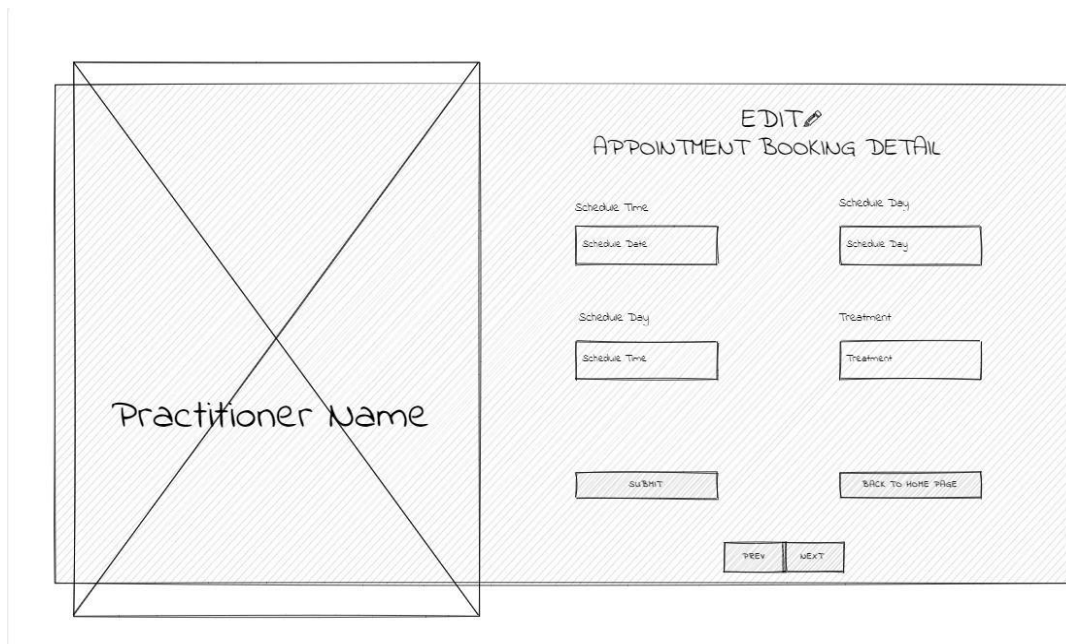 EDIT
APPOINTMENT BOOKING DETAIL
Schedule Time
Schedule Day
Schedule Date
Schedule Day
Schedule Day
Treatment
Schedule Time
Treatment
Practitioner Name
SUBMIT
BACK TO HOME PAGE
PREV
NEXT